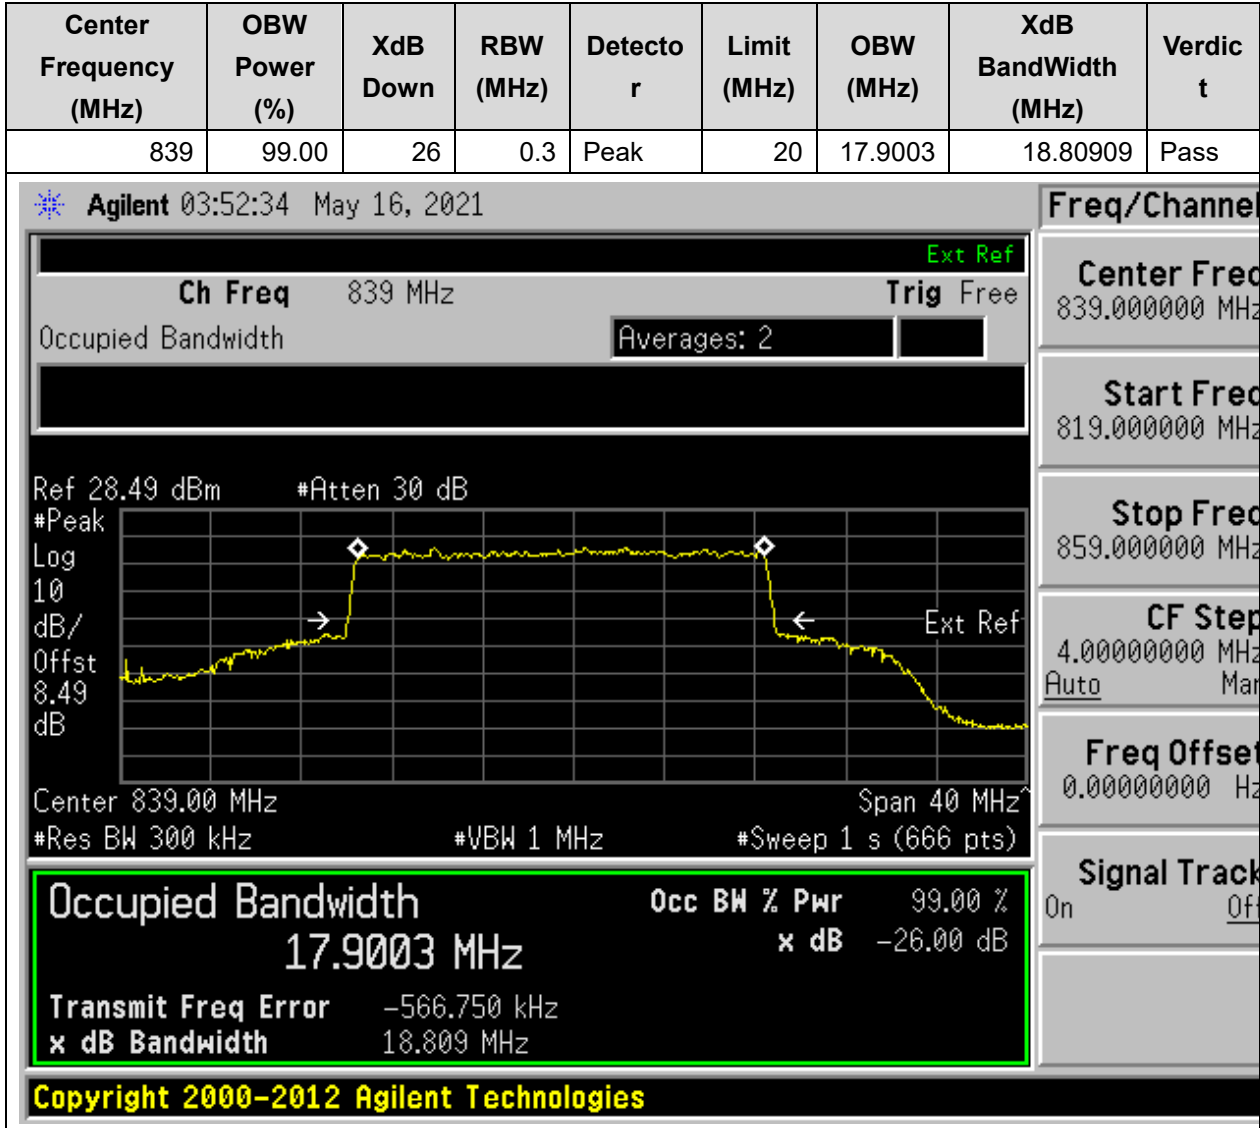 Center Frequency (MHz) OBW Power (%) XdB Down RBW (MHz) Detector Limit (MHz) OBW (MHz) XdB BandWidth (MHz) Verdict
839 99.00 26 0.3 Peak 20 17.9003 18.80909 Pass
Agilent 03:52:34 May 16, 2021
Ext Ref
Ch Freq 839 MHz Trig Free
Occupied Bandwidth Averages: 2
Ref 28.49 dBm #Atten 30 dB
#Peak
Log
10
dB/
Offst
8.49
dB
Ext Ref
Center 839.00 MHz Span 40 MHz^
#Res BW 300 kHz #VBW 1 MHz #Sweep 1 s (666 pts)
Occupied Bandwidth Occ BW % Pwr 99.00 %
17.9003 MHz x dB -26.00 dB
Transmit Freq Error -566.750 kHz
x dB Bandwidth 18.809 MHz
Copyright 2000-2012 Agilent Technologies
Freq/Channel
Center Freq
839.000000 MHz
Start Freq
819.000000 MHz
Stop Freq
859.000000 MHz
CF Step
4.00000000 MHz
Auto Man
Freq Offset
0.00000000 Hz
Signal Track
On Off